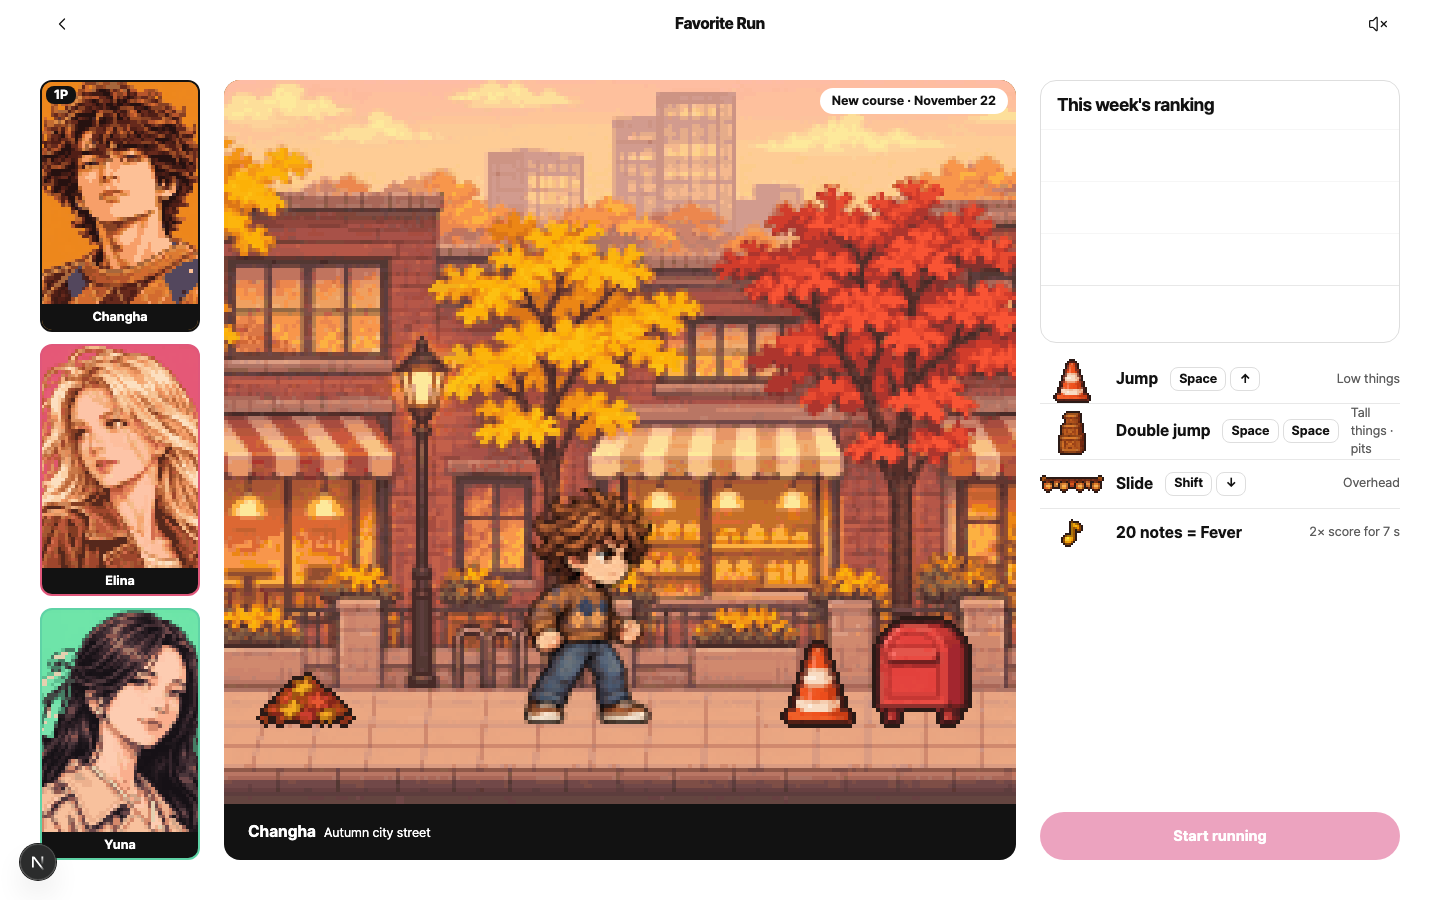 Favorite Run
1P
Changha
Elina
Yuna
N
New course · November 22
Changha Autumn city street
This week's ranking
Jump Space ↑ Low things
Double jump Space Space Tall
things ·
pits
Slide Shift ↓ Overhead
20 notes = Fever 2× score for 7 s
Start running